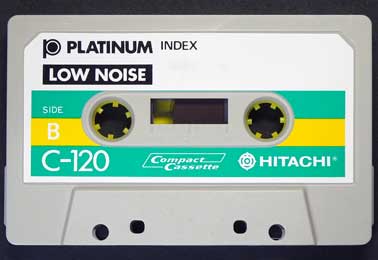 PLATINUM INDEX
LOW NOISE
SIDE
B
C-120
Compact Cassette
HITACHI®